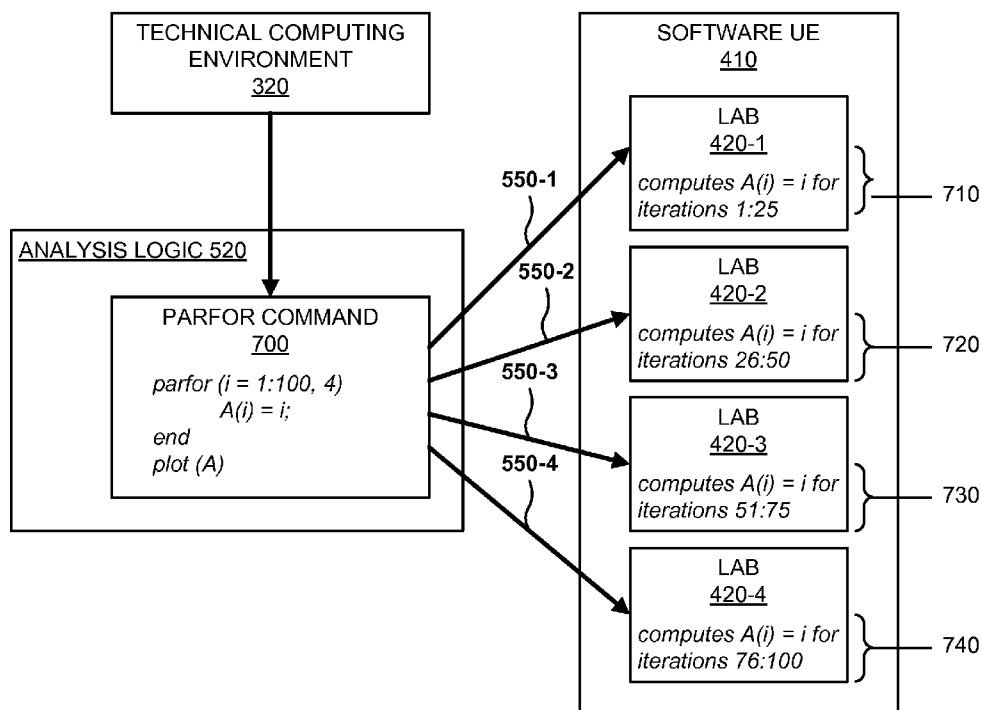 TECHNICAL COMPUTING
ENVIRONMENT
320
ANALYSIS LOGIC 520
PARFOR COMMAND
700
parfor (i = 1:100, 4)
A(i) = i;
end
plot (A)
550-1
550-2
550-3
550-4
SOFTWARE UE
410
LAB
420-1
computes A(i) = i for
iterations 1:25
710
LAB
420-2
computes A(i) = i for
iterations 26:50
720
LAB
420-3
computes A(i) = i for
iterations 51:75
730
LAB
420-4
computes A(i) = i for
iterations 76:100
740